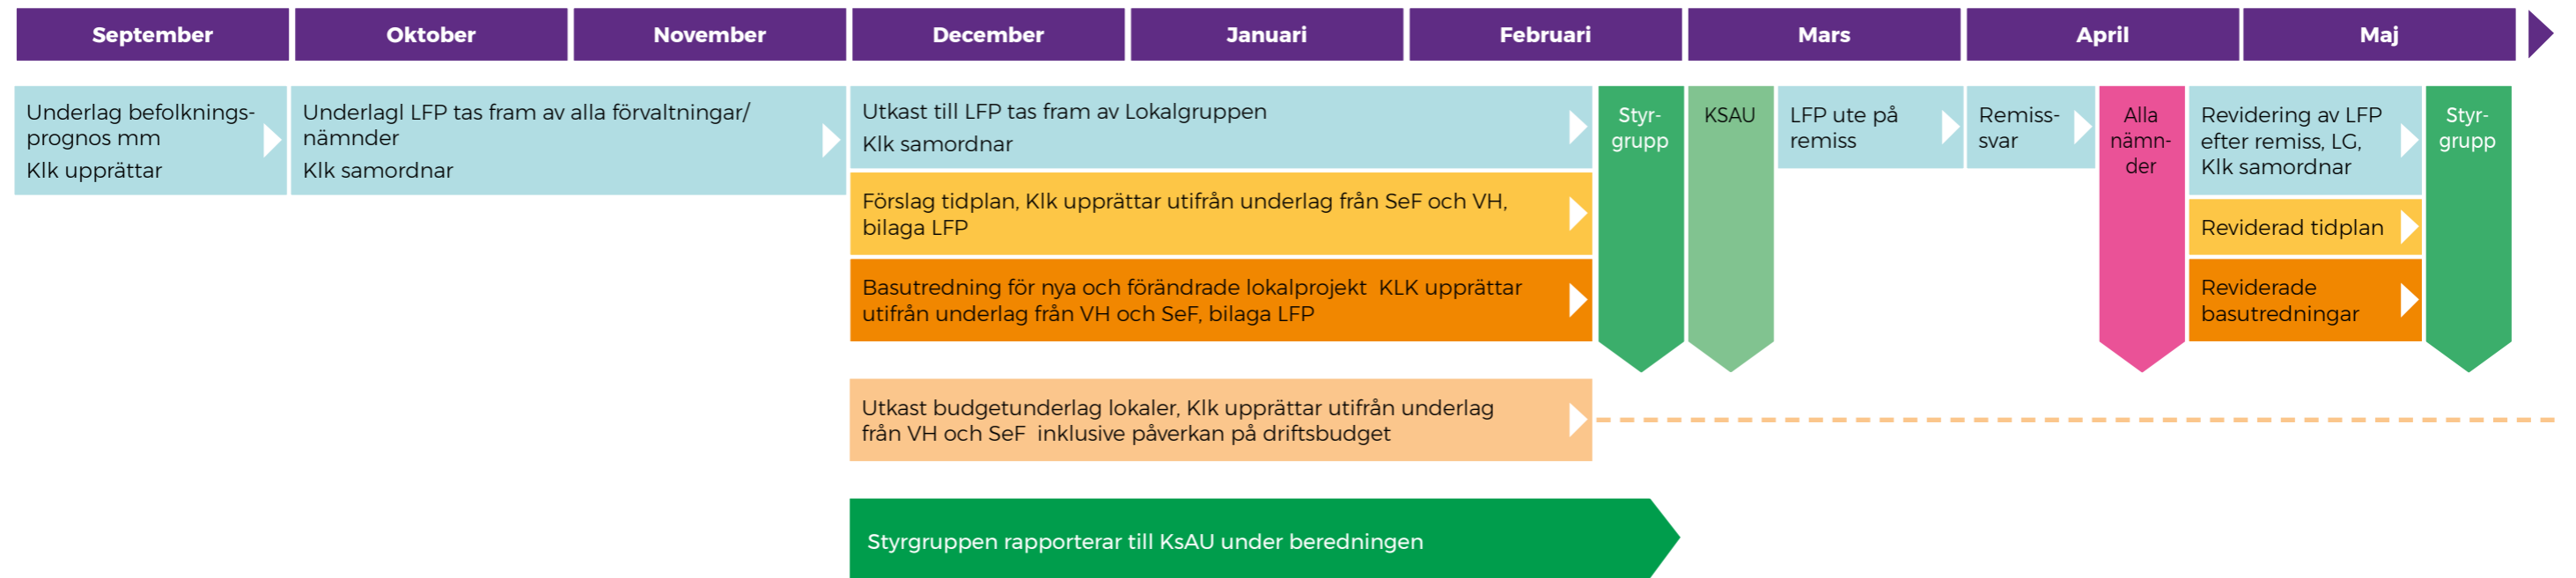 September
Oktober
November
December
Januari
Februari
Mars
April
Maj
Underlag befolknings-
prognos mm
Klk upprättar
Underlagl LFP tas fram av alla förvaltningar/
nämnder
Klk samordnar
Utkast till LFP tas fram av Lokalgruppen
Klk samordnar
Förslag tidplan, Klk upprättar utifrån underlag från SeF och VH,
bilaga LFP
Basutredning för nya och förändrade lokalprojekt  KLK upprättar
utifrån underlag från VH och SeF, bilaga LFP
Styr-
grupp
KSAU
LFP ute på
remiss
Remiss-
svar
Alla
nämn-
der
Revidering av LFP
efter remiss, LG,
Klk samordnar
Reviderad tidplan
Reviderade
basutredningar
Styr-
grupp
Utkast budgetunderlag lokaler, Klk upprättar utifrån underlag
från VH och SeF  inklusive påverkan på driftsbudget
Styrgruppen rapporterar till KsAU under beredningen